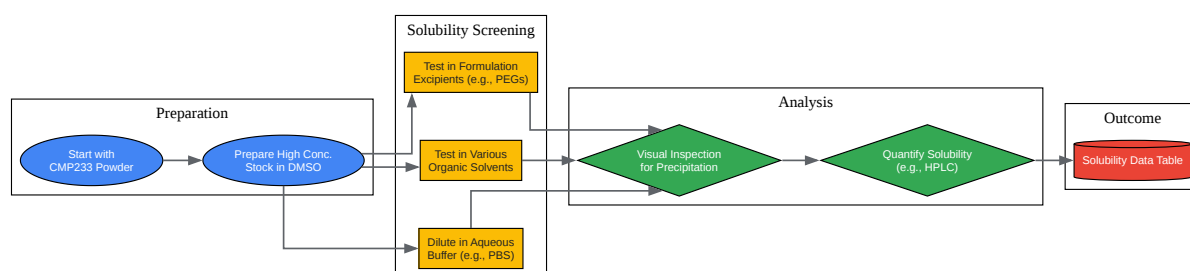 Preparation
Start with
CMP233 Powder
Prepare High Conc.
Stock in DMSO
Solubility Screening
Test in Formulation
Excipients (e.g., PEGs)
Test in Various
Organic Solvents
Dilute in Aqueous
Buffer (e.g., PBS)
Analysis
Visual Inspection
for Precipitation
Quantify Solubility
(e.g., HPLC)
Outcome
Solubility Data Table